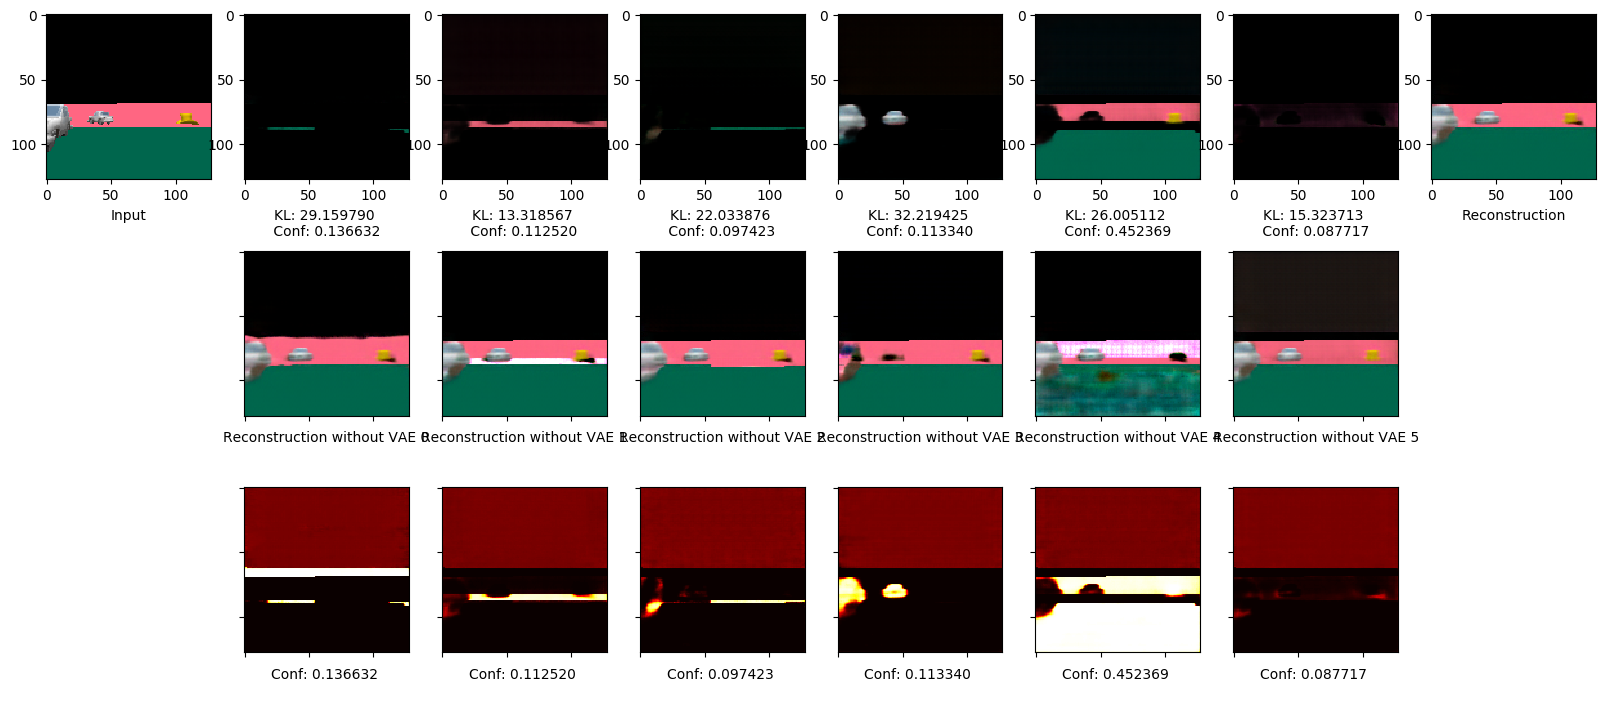 0
50
100
0 50 100
Input
0
50
100
0 50 100
KL: 29.159790
Conf: 0.136632
0
50
100
0 50 100
KL: 13.318567
Conf: 0.112520
0
50
100
0 50 100
KL: 22.033876
Conf: 0.097423
0
50
100
0 50 100
KL: 32.219425
Conf: 0.113340
0
50
100
0 50 100
KL: 26.005112
Conf: 0.452369
0
50
100
0 50 100
KL: 15.323713
Conf: 0.087717
0
50
100
0 50 100
Reconstruction
Reconstruction without VAE 0
Reconstruction without VAE 1
Reconstruction without VAE 2
Reconstruction without VAE 3
Reconstruction without VAE 4
Reconstruction without VAE 5
Conf: 0.136632
Conf: 0.112520
Conf: 0.097423
Conf: 0.113340
Conf: 0.452369
Conf: 0.087717